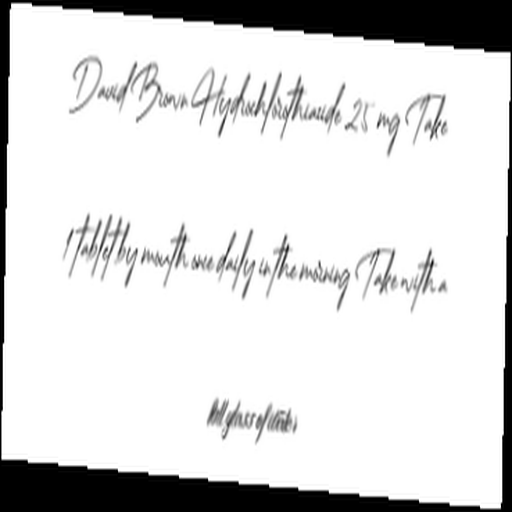 David Brown Hydrochlorothiazide 25 mg Take
1 tablet by mouth once daily in the morning Take with a
full glass of water